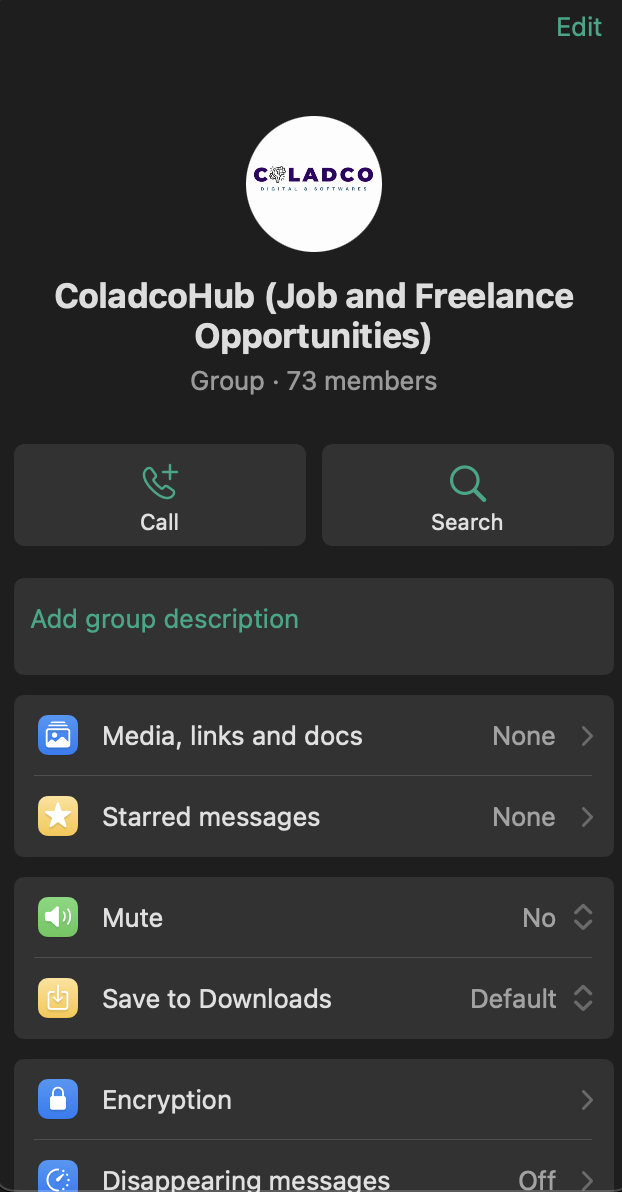 Edit
COLADCO
DIGITAL & SOFTWARES
ColadcoHub (Job and Freelance
Opportunities)
Group · 73 members
Call
Search
Add group description
Media, links and docs None
Starred messages None
Mute No
Save to Downloads Default
Encryption
Disappearing messages Off